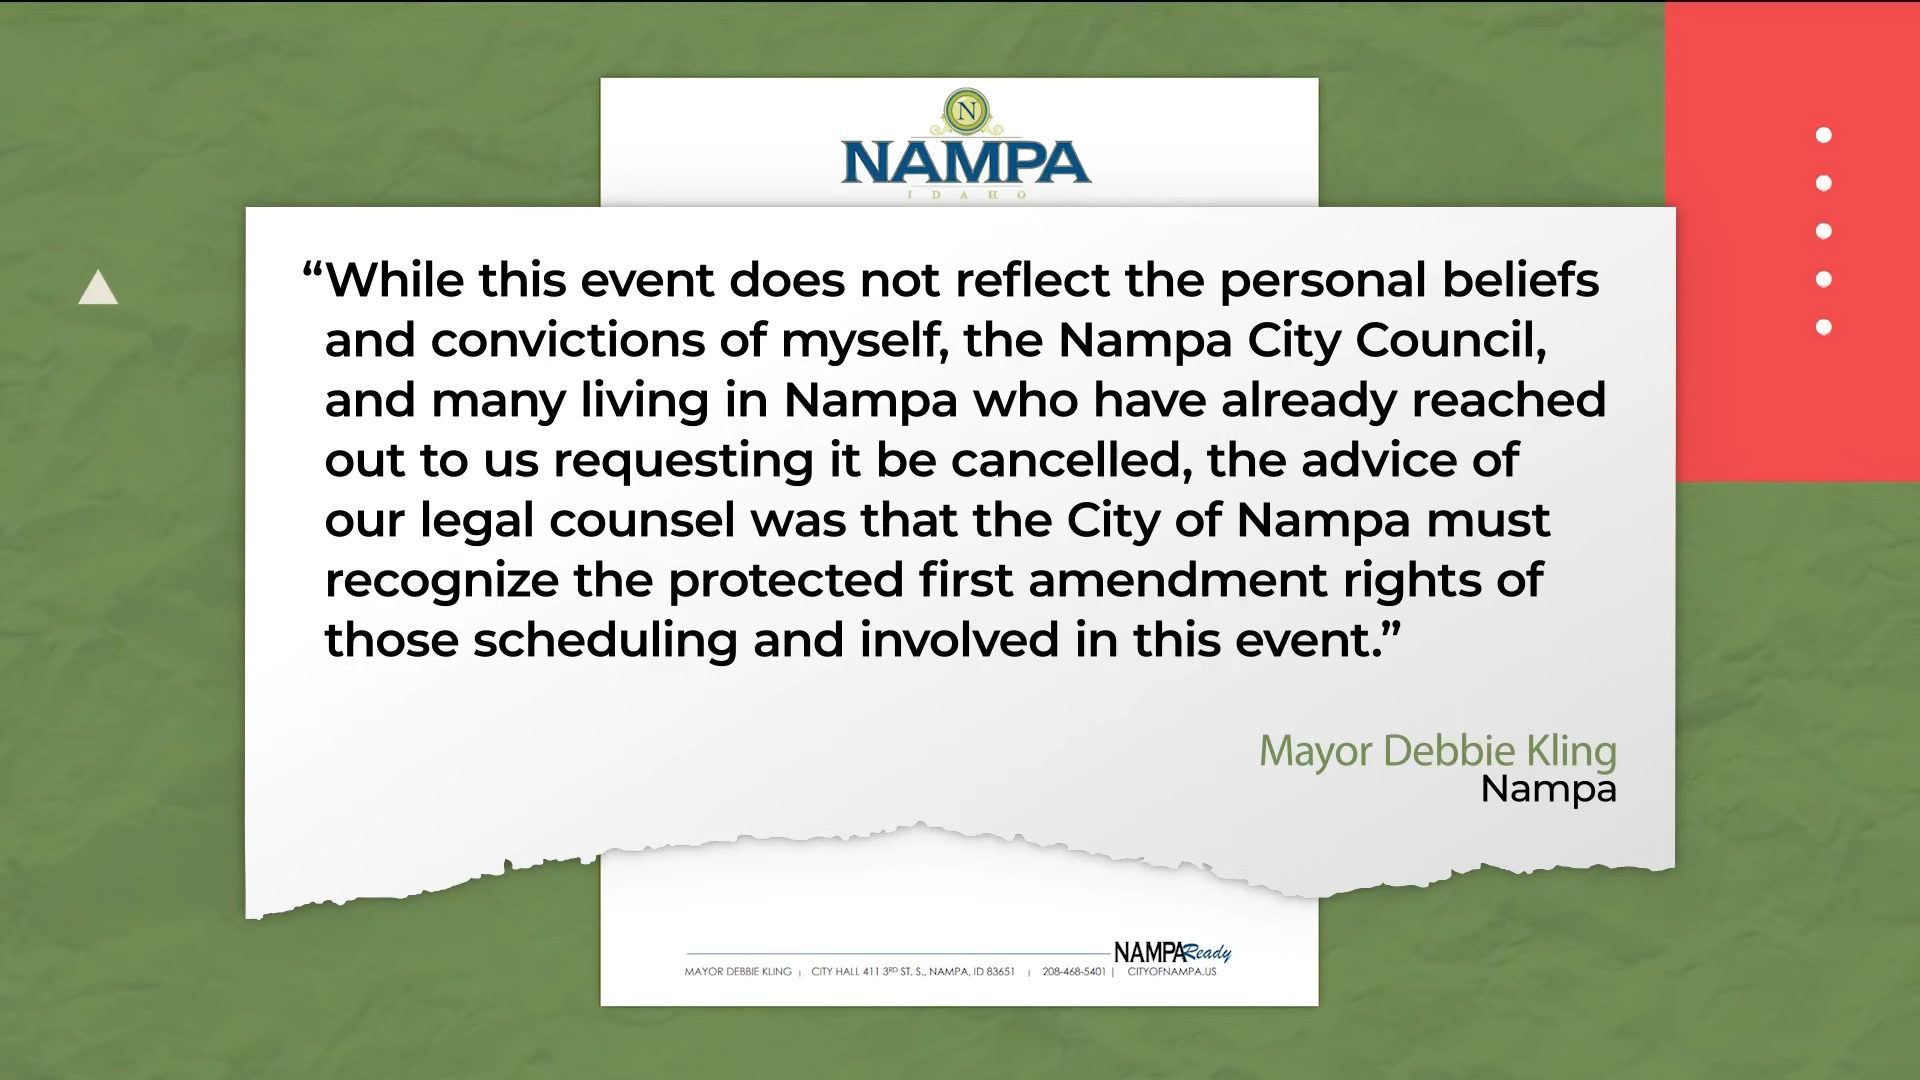 N
NAMPA
IDAHO
“While this event does not reflect the personal beliefs
and convictions of myself, the Nampa City Council,
and many living in Nampa who have already reached
out to us requesting it be cancelled, the advice of
our legal counsel was that the City of Nampa must
recognize the protected first amendment rights of
those scheduling and involved in this event.”
Mayor Debbie Kling
Nampa
NAMPAReady
MAYOR DEBBIE KLING | CITY HALL 411 3RD ST. S., NAMPA, ID 83651 | 208-468-5401 | CITYOFNAMPA.US